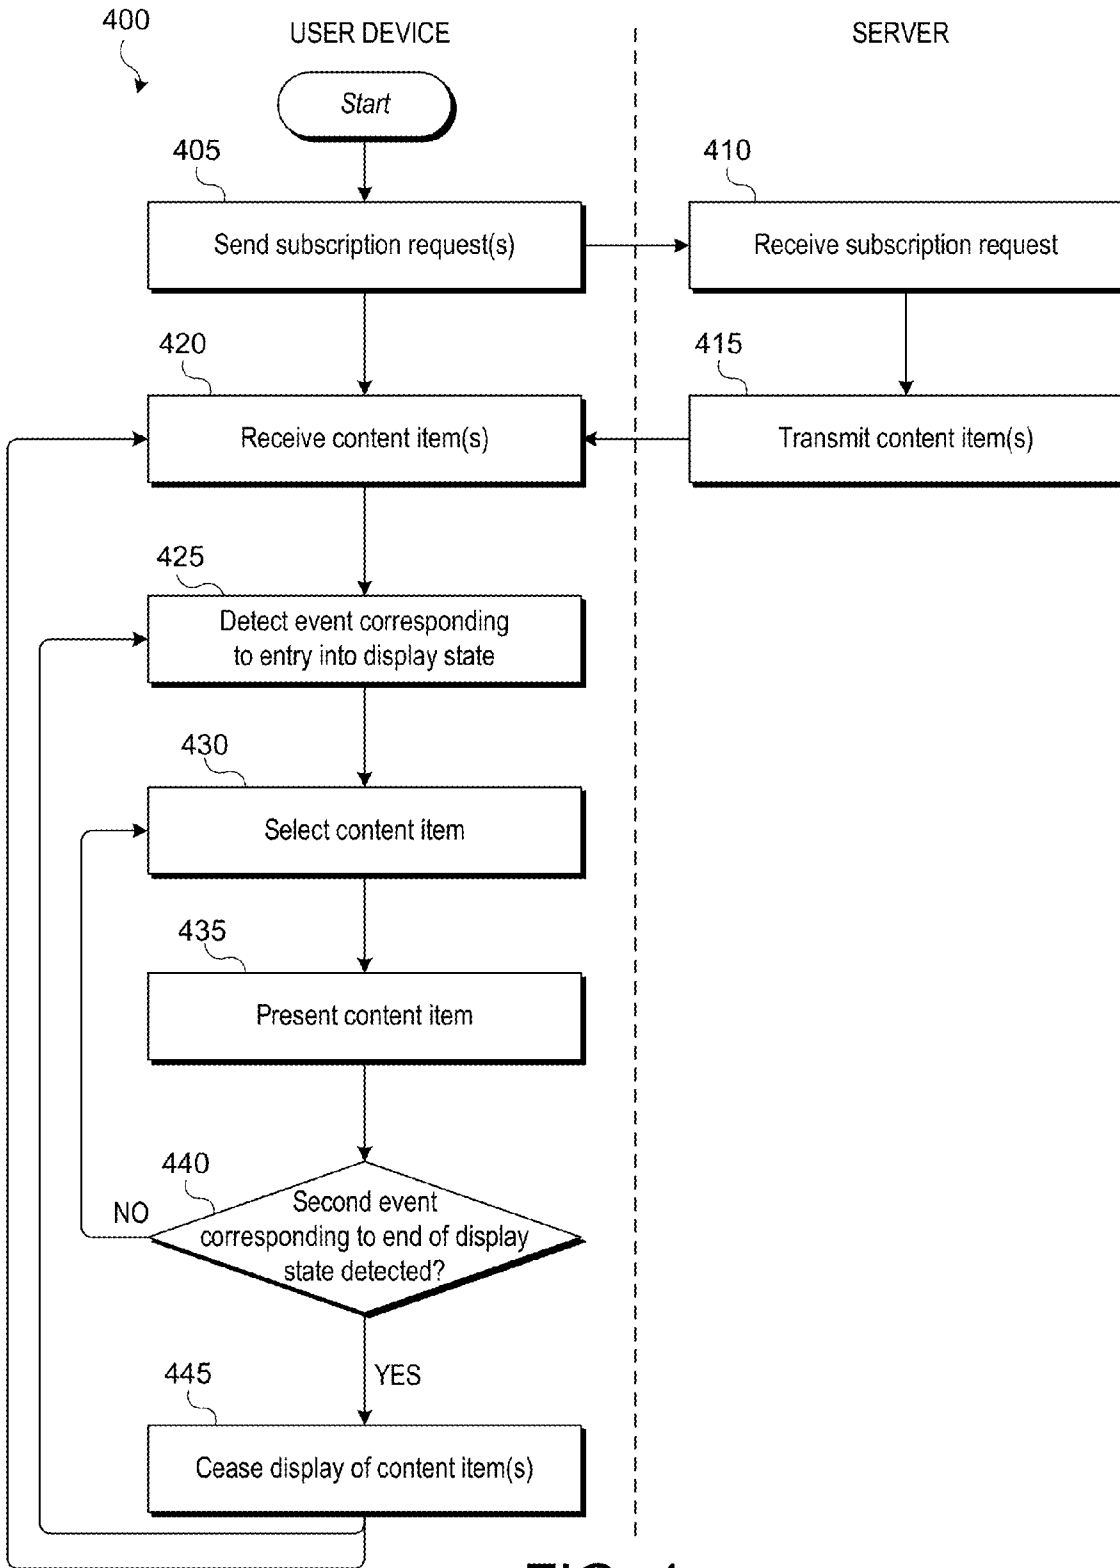 400
USER DEVICE
SERVER
Start
405
410
Send subscription request(s)
Receive subscription request
420
415
Receive content item(s)
Transmit content item(s)
425
Detect event corresponding
to entry into display state
430
Select content item
435
Present content item
440
NO
Second event
corresponding to end of display
state detected?
YES
445
Cease display of content item(s)